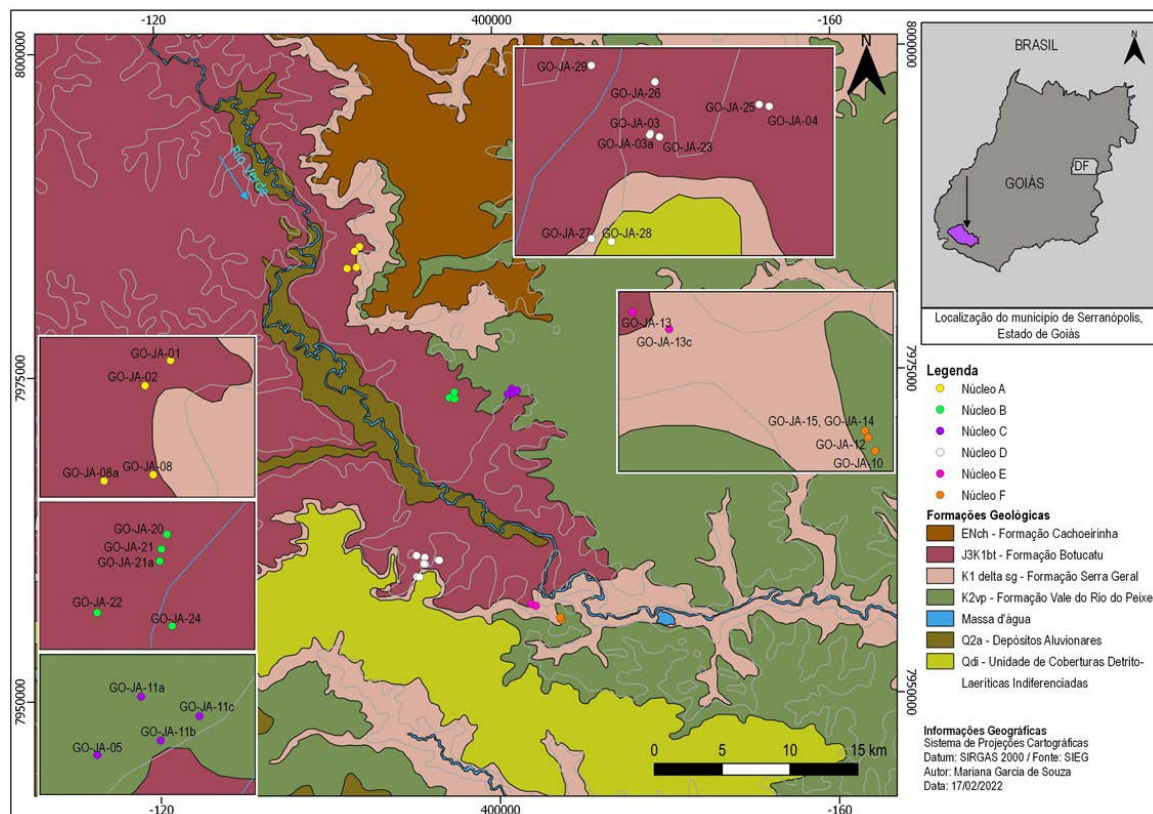 -120
400000
-160
8000000
8000000
N
GO-JA-29
GO-JA-26
GO-JA-25
GO-JA-04
GO-JA-03
GO-JA-03a
GO-JA-23
GO-JA-27
GO-JA-28
BRASIL
N
DF
GOIÁS
Localização do municipio de Serranópolis,
Estado de Goiás
Rio Verde
7975000
7975000
GO-JA-13
GO-JA-13c
GO-JA-15, GO-JA-14
GO-JA-12
GO-JA-10
GO-JA-01
GO-JA-02
GO-JA-08
GO-JA-08a
GO-JA-20
GO-JA-21
GO-JA-21a
GO-JA-22
GO-JA-24
GO-JA-11a
GO-JA-11c
GO-JA-11b
GO-JA-05
7950000
7950000
0 5 10 15 km
-120
400000
-160
Legenda
Núcleo A
Núcleo B
Núcleo C
Núcleo D
Núcleo E
Núcleo F
Formações Geológicas
ENch - Formação Cachoeirinha
J3K1bt - Formação Botucatu
K1 delta sg - Formação Serra Geral
K2vp - Formação Vale do Rio do Peixe
Massa d'água
Q2a - Depósitos Aluvionares
Qdi - Unidade de Coberturas Detrito-
Laeríticas Indiferenciadas
Informações Geográficas
Sistema de Projeções Cartográficas
Datum: SIRGAS 2000 / Fonte: SIEG
Autor: Mariana Garcia de Souza
Data: 17/02/2022